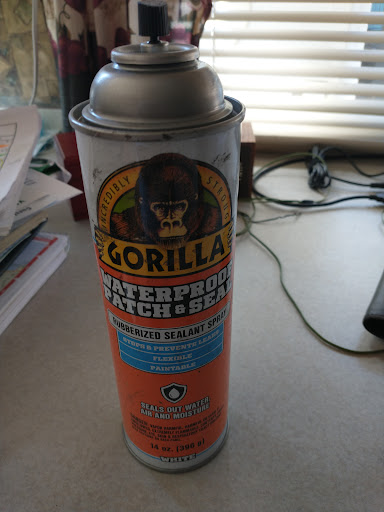 INCREDIBLY STRONG
GORILLA
WATERPROOF
PATCH & SEAL
RUBBERIZED SEALANT SPRAY
STOPS & PREVENTS LEAKS
FLEXIBLE
PAINTABLE
SEALS OUT WATER,
AIR AND MOISTURE
14 oz. (396 g)
WHITE